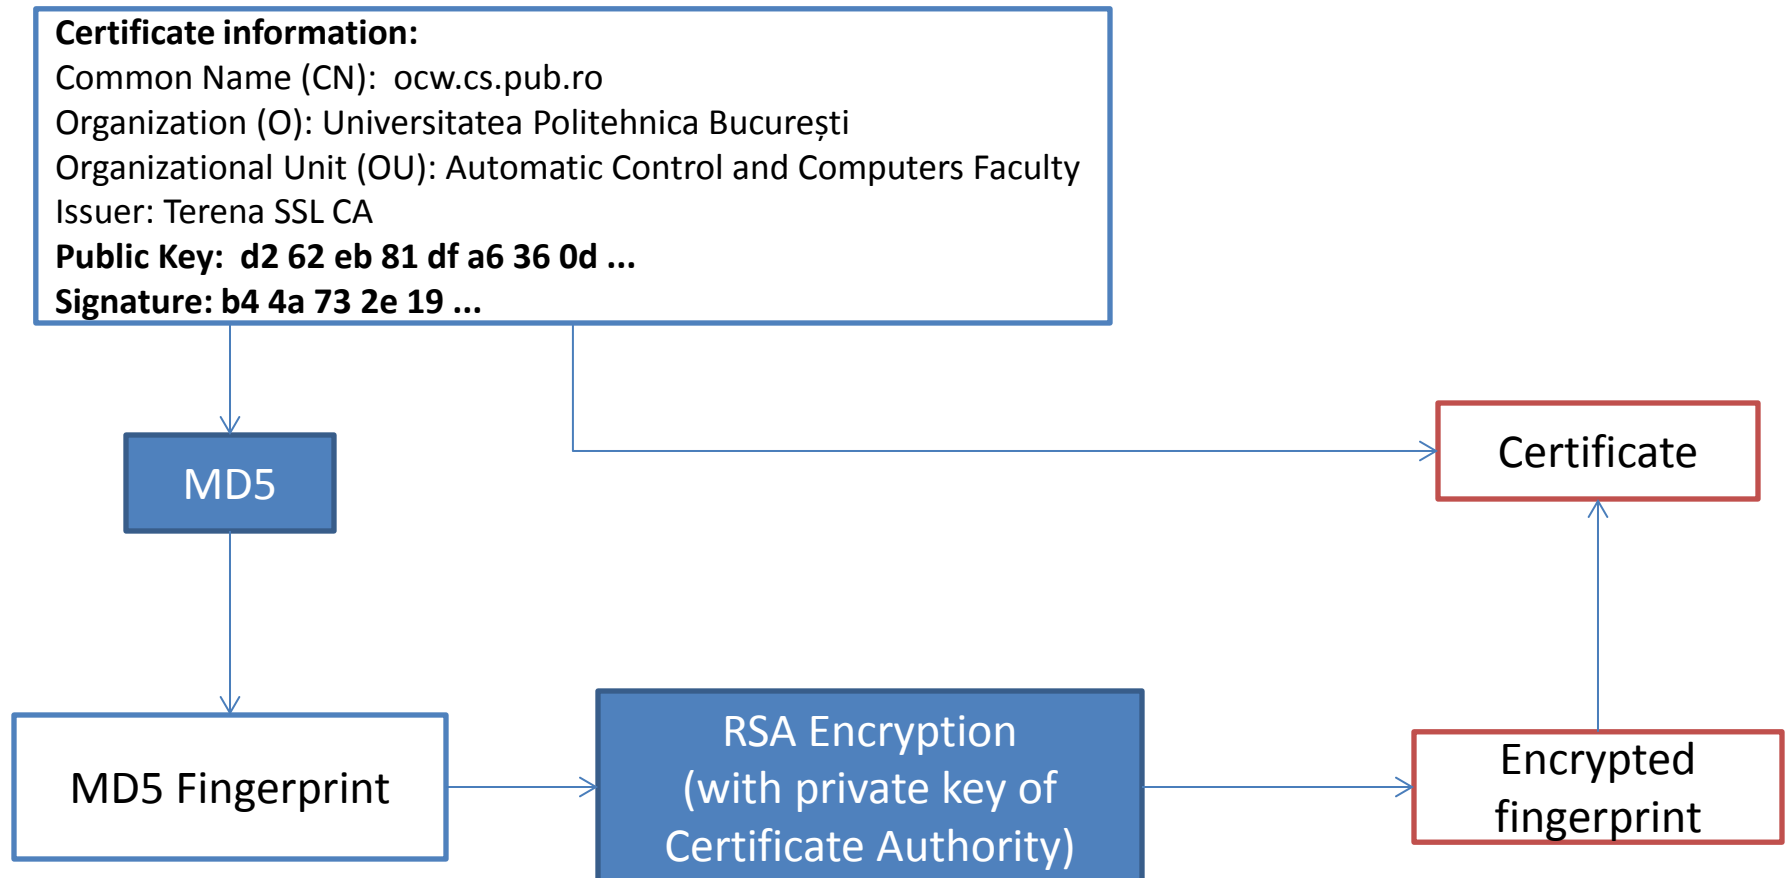 Certificate information:
Common Name (CN):  ocw.cs.pub.ro
Organization (O): Universitatea Politehnica București
Organizational Unit (OU): Automatic Control and Computers Faculty
Issuer: Terena SSL CA
Public Key:  d2 62 eb 81 df a6 36 0d ...
Signature: b4 4a 73 2e 19 ...
MD5
Certificate
MD5 Fingerprint
RSA Encryption
(with private key of
Certificate Authority)
Encrypted
fingerprint